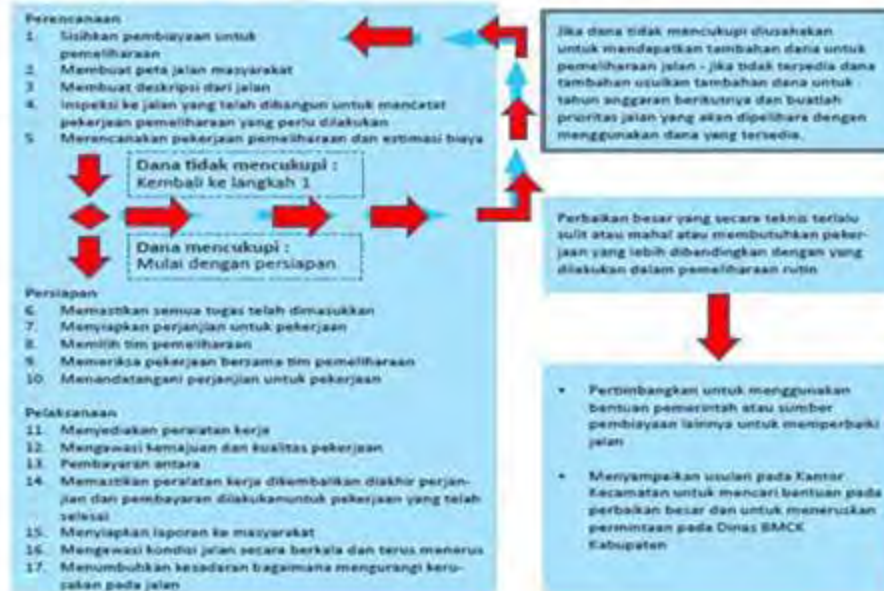 Perencanaan
1. Sisihkan pembiayaan untuk
pemeliharaan
2. Membuat peta jalan masyarakat
3. Membuat deskripsi dari jalan
4. Inspeksi ke jalan yang telah dibangun untuk mencatat
pekerjaan pemeliharaan yang perlu dilakukan
5. Merencanakan pekerjaan pemeliharaan dan estimasi biaya
Dana tidak mencukupi :
Kembali ke langkah 1
Dana mencukupi :
Mulai dengan persiapan
Persiapan
6. Memastikan semua tugas telah dimasukkan
7. Menyiapkan perjanjian untuk pekerjaan
8. Memilih tim pemeliharaan
9. Memeriksa pekerjaan bersama tim pemeliharaan
10. Menandatangani perjanjian untuk pekerjaan
Pelaksanaan
11. Menyediakan peralatan kerja
12. Mengawasi kemajuan dan kualitas pekerjaan
13. Pembayaran antara
14. Memastikan peralatan kerja dikembalikan diakhir perjan-
jian dan pembayaran dilakukanuntuk pekerjaan yang telah
selesai
15. Menyiapkan laporan ke masyarakat
16. Mengawasi kondisi jalan secara berkala dan terus menerus
17. Menumbuhkan kesadaran bagaimana mengurangi keru-
sakan pada jalan
Jika dana tidak mencukupi diusahakan
untuk mendapatkan tambahan dana untuk
pemeliharaan jalan - jika tidak tersedia dana
tambahan usulkan tambahan dana untuk
tahun anggaran berikutnya dan buatlah
prioritas jalan yang akan dipelihara dengan
menggunakan dana yang tersedia.
Perbaikan besar yang secara teknis terlalu
sulit atau mahal atau membutuhkan peker-
jaan yang lebih dibandingkan dengan yang
dilakukan dalam pemeliharaan rutin
• Pertimbangkan untuk menggunakan
bantuan pemerintah atau sumber
pembiayaan lainnya untuk memperbaiki
jalan
• Menyampaikan usulan pada Kantor
Kecamatan untuk mencari bantuan pada
perbaikan besar dan untuk meneruskan
permintaan pada Dinas BMCK
Kabupaten